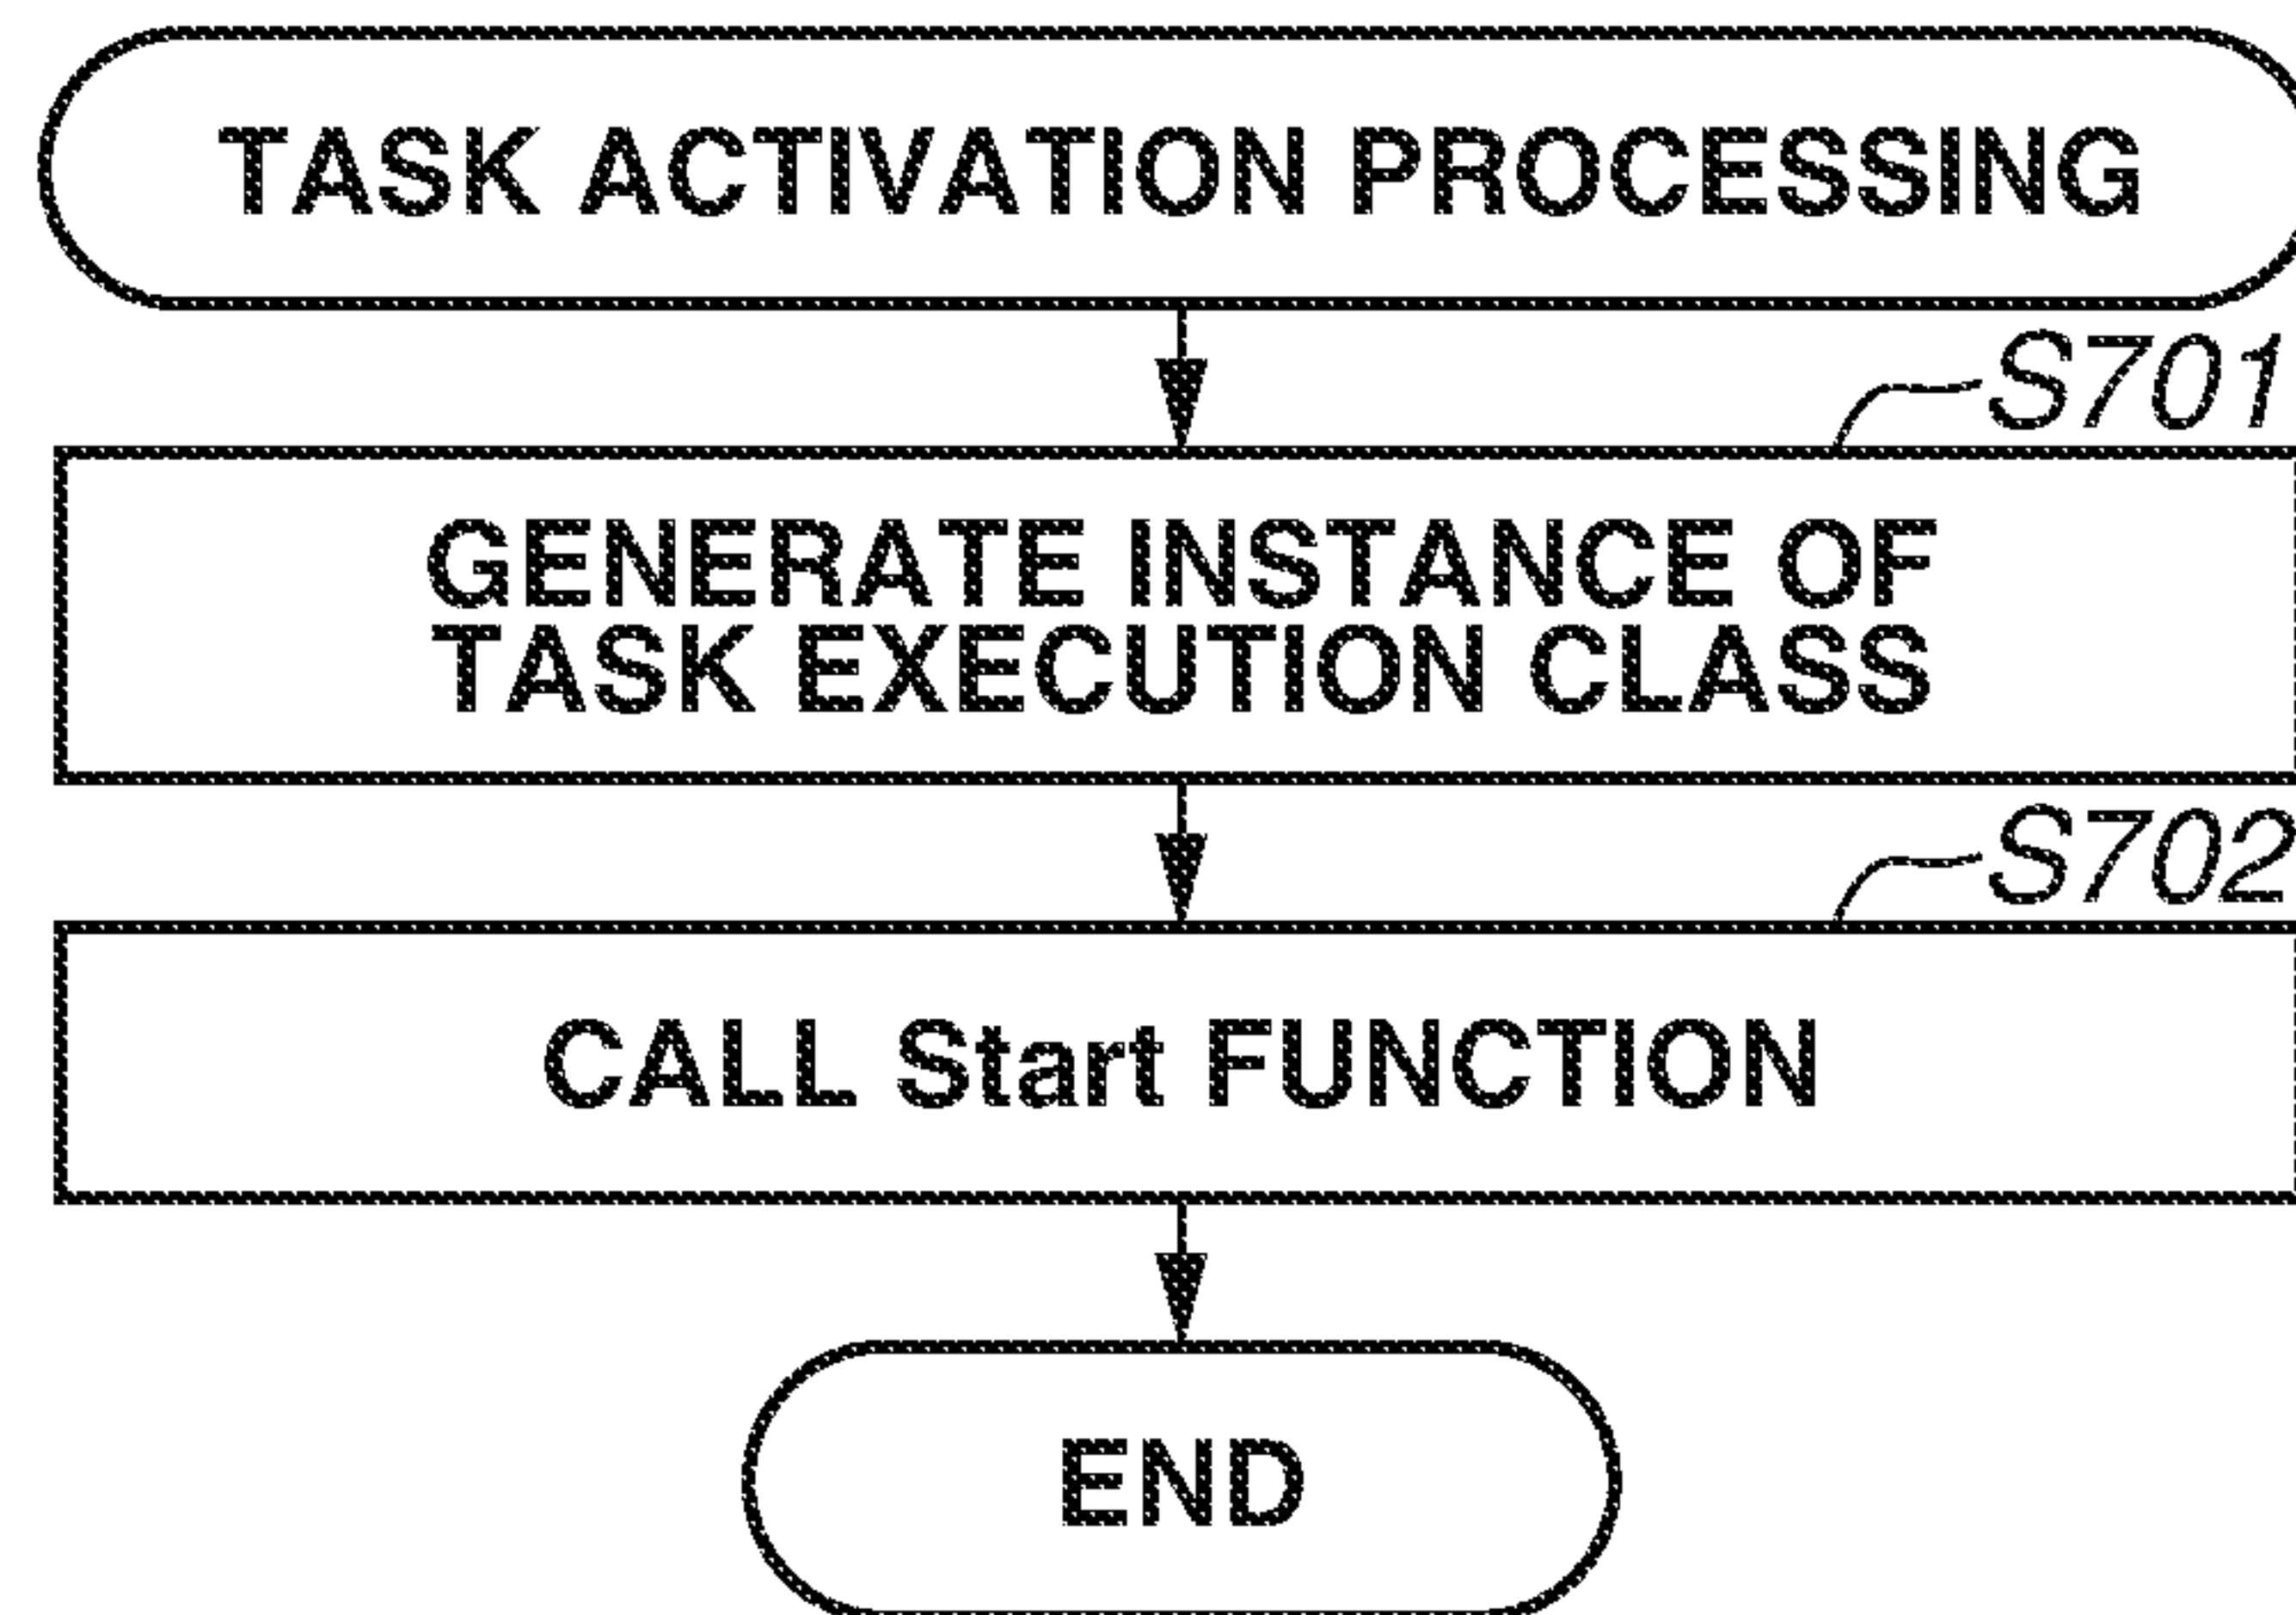 TASK ACTIVATION PROCESSING
S701
GENERATE INSTANCE OF
TASK EXECUTION CLASS
S702
CALL Start FUNCTION
END